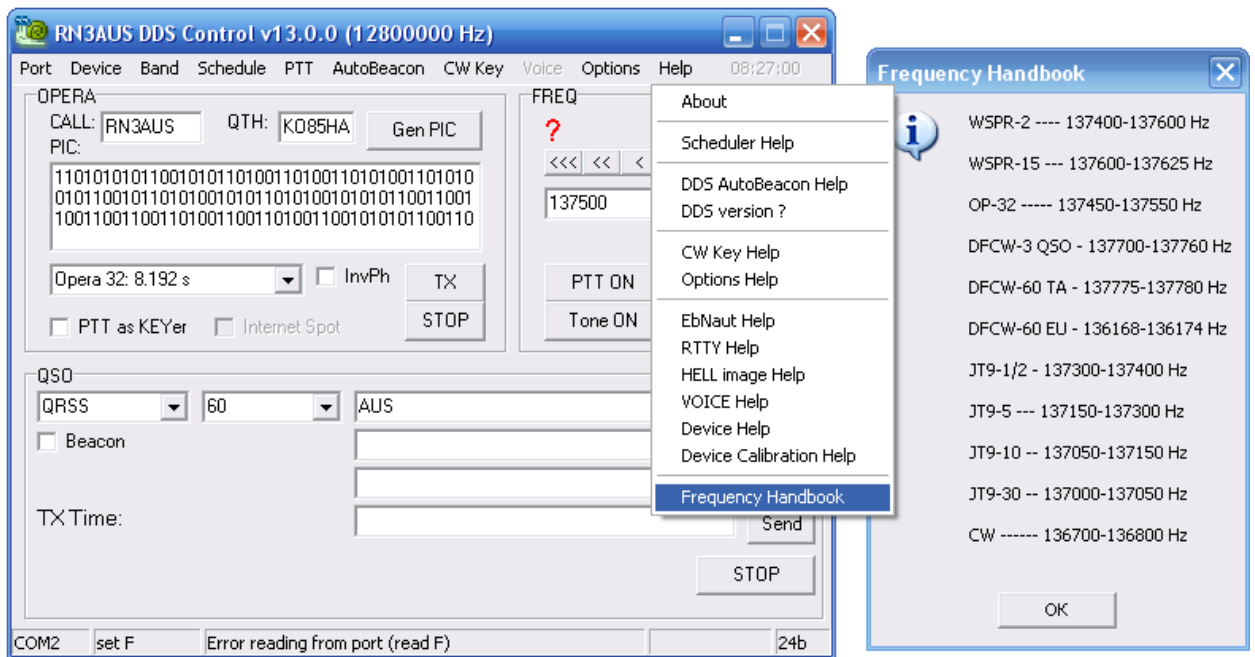 RN3AUS DDS Control v13.0.0 (12800000 Hz)
Port Device Band Schedule PTT AutoBeacon CW Key Voice Options Help 08:27:00
OPERA
CALL: RN3AUS QTH: KO85HA Gen PIC
PIC:
11010101011001010110100110100110101001101010
010110010110101001010110101001010101100110 01
10011001100110100110011010011001010101100110
Opera 32: 8.192 s InvPh TX
PTT as KEYer Internet Spot STOP
FREQ
?
<<< << <
137500
PTT ON
Tone ON
QSO
QRSS 60 AUS
Beacon
TX Time:
Send
STOP
COM2 set F Error reading from port (read F) 24b
About
Scheduler Help
DDS AutoBeacon Help
DDS version ?
CW Key Help
Options Help
EbNaut Help
RTTY Help
HELL image Help
VOICE Help
Device Help
Device Calibration Help
Frequency Handbook
Frequency Handbook
WSPR-2 ---- 137400-137600 Hz
WSPR-15 --- 137600-137625 Hz
OP-32 ----- 137450-137550 Hz
DFCW-3 QSO - 137700-137760 Hz
DFCW-60 TA - 137775-137780 Hz
DFCW-60 EU - 136168-136174 Hz
JT9-1/2 - 137300-137400 Hz
JT9-5 --- 137150-137300 Hz
JT9-10 -- 137050-137150 Hz
JT9-30 -- 137000-137050 Hz
CW ------ 136700-136800 Hz
OK